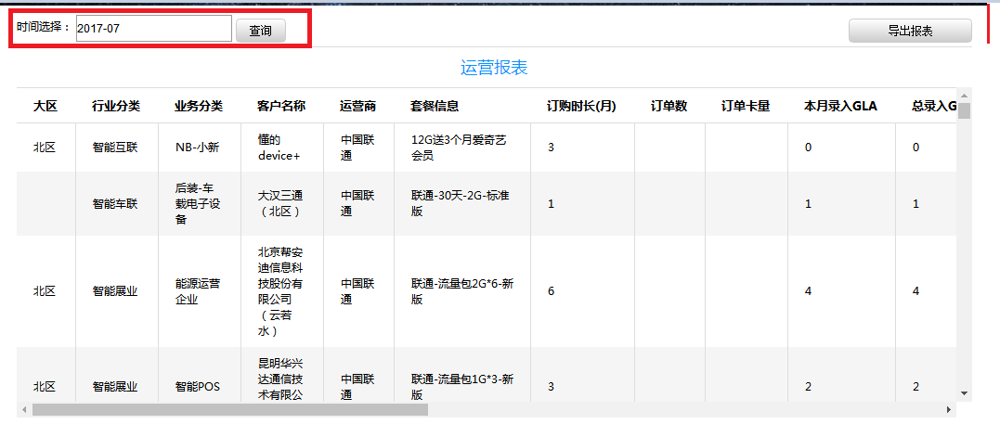 时间选择： 2017-07 查询 导出报表
运营报表
大区 行业分类 业务分类 客户名称 运营商 套餐信息 订购时长(月) 订单数 订单卡量 本月录入GLA 总录入G
北区 智能互联 NB-小新 懂的 device+ 中国联通 12G送3个月爱奇艺会员 3 0 0
智能车联 后装-车载电子设备 大汉三通（北区） 中国联通 联通-30天-2G-标准版 1 1 1
北区 智能展业 能源运营企业 北京帮安迪信息科技股份有限公司（云若水） 中国联通 联通-流量包2G*6-新版 6 4 4
北区 智能展业 智能POS 昆明华兴达通信技术有限公 中国联通 联通-流量包1G*3-新版 3 2 2